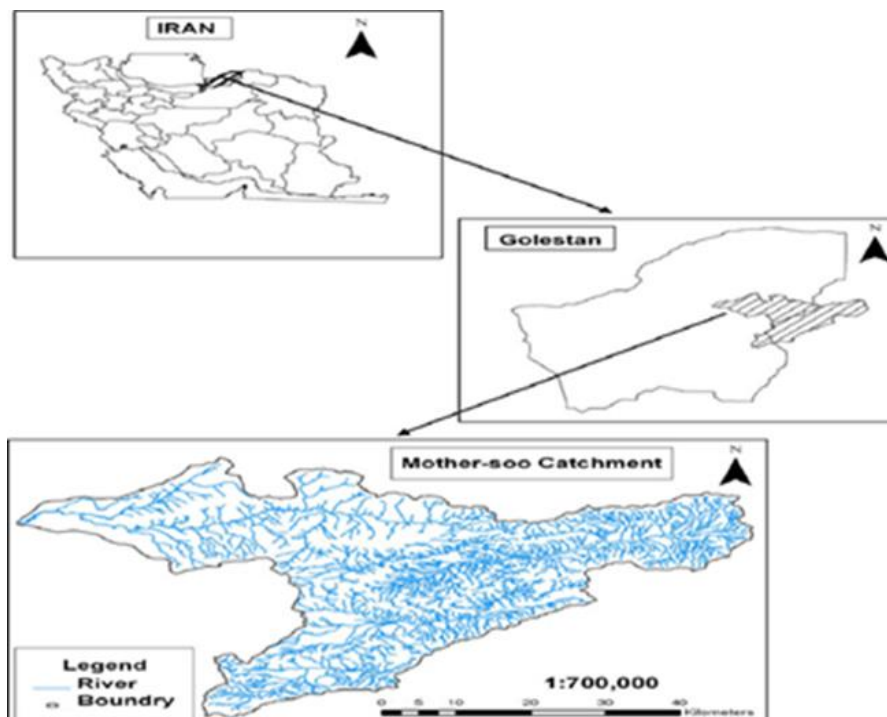 IRAN
N
Golestan
N
Mother-soo Catchment
N
Legend
River
Boundry
1:700,000
0 5 10 20 30 40
Kilometers